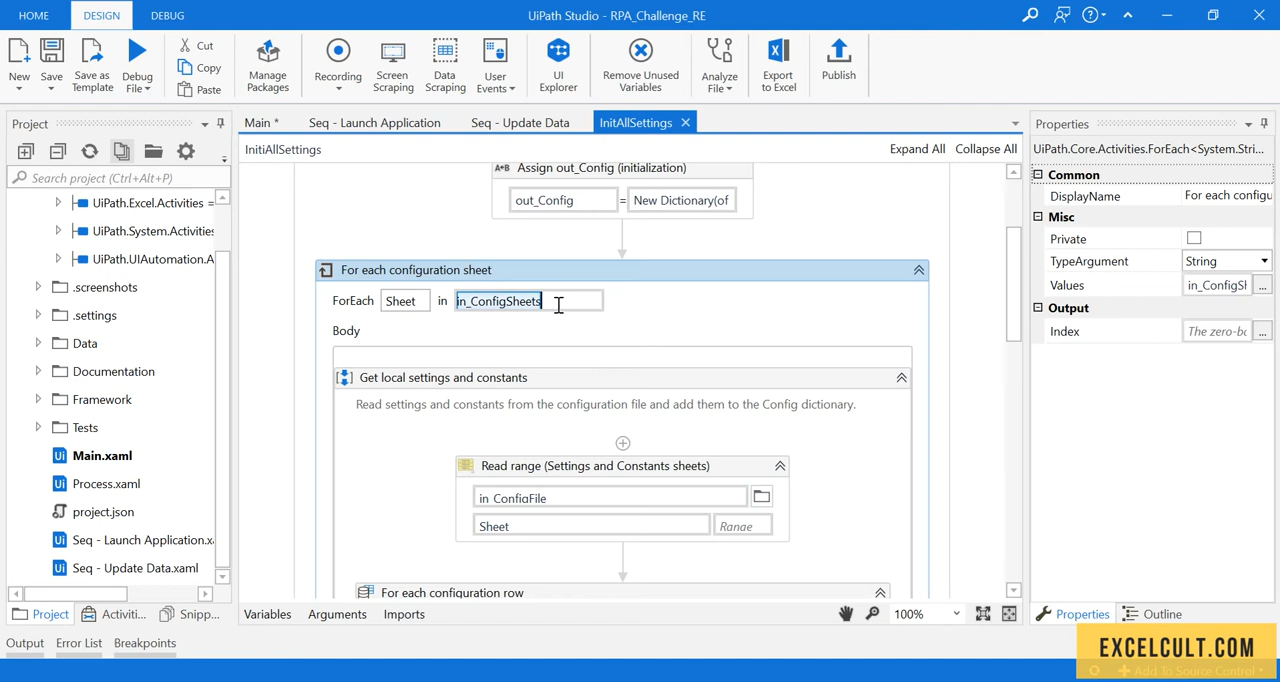 HOME DESIGN DEBUG UiPath Studio - RPA_Challenge_RE
New Save Save as Template Debug File Cut Copy Paste Manage Packages Recording Screen Scraping Data Scraping User Events UI Explorer Remove Unused Variables Analyze File Export to Excel Publish
Project
Main * Seq - Launch Application Seq - Update Data InitAllSettings
Properties
InitiAllSettings Expand All Collapse All
UiPath.Core.Activities.ForEach<System.Stri...
Search project (Ctrl+Alt+P)
UiPath.Excel.Activities =
UiPath.System.Activities
UiPath.UIAutomation.A
.screenshots
.settings
Data
Documentation
Framework
Tests
Main.xaml
Process.xaml
project.json
Seq - Launch Application.xa
Seq - Update Data.xaml
A*B Assign out_Config (initialization)
out_Config = New Dictionary(of
For each configuration sheet
ForEach Sheet in in_ConfigSheets
Body
Get local settings and constants
Read settings and constants from the configuration file and add them to the Config dictionary.
Read range (Settings and Constants sheets)
in_ConfigFile
Sheet Range
For each configuration row
Common
DisplayName For each configu
Misc
Private
TypeArgument String
Values in_ConfigSh ...
Output
Index The zero-ba ...
Project Activiti... Snipp...
Variables Arguments Imports 100%
Properties Outline
Output Error List Breakpoints
EXCELCULT.COM
Add To Source Control